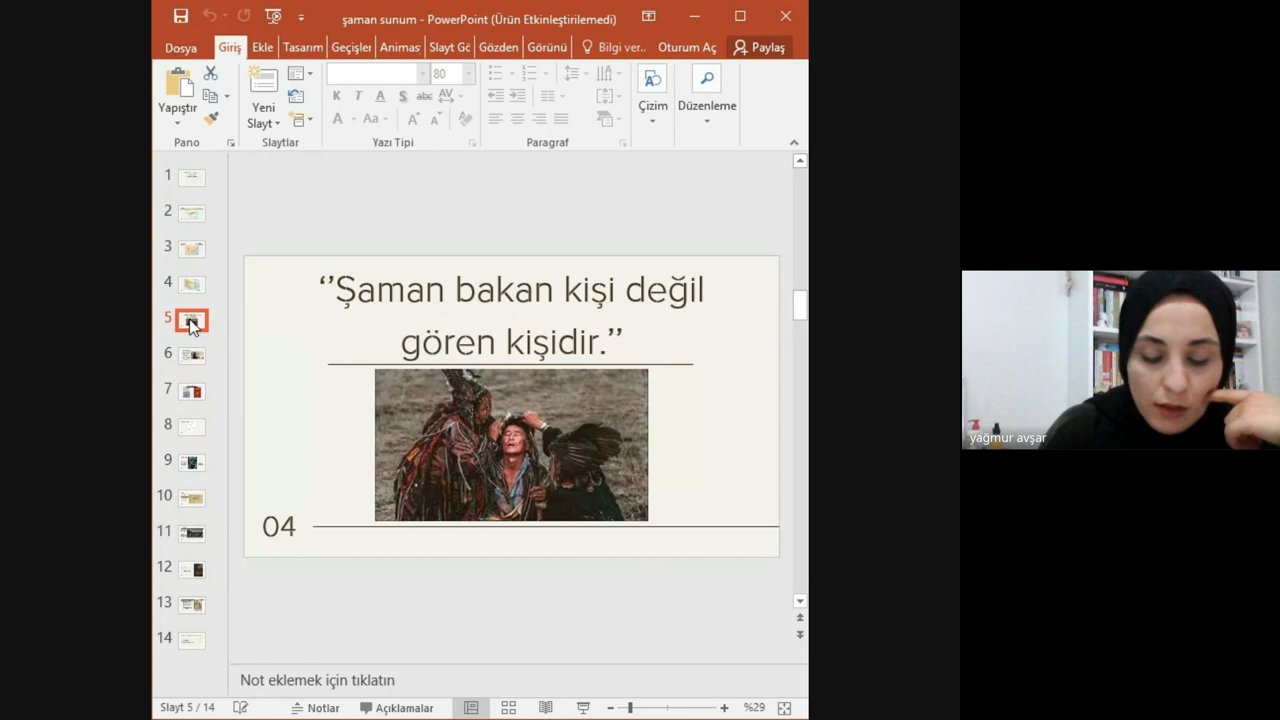 şaman sunum - PowerPoint (Ürün Etkinleştirilemedi)
Dosya Giriş Ekle Tasarım Geçişler Animas Slayt Gö Gözden Görünü Bilgi ver.. Oturum Aç Paylaş
80
Yapıştır
Yeni
Slayt
K T A S abc AV
A Aa A A
Çizim
Düzenleme
Pano Slaytlar Yazı Tipi Paragraf
1
2
3
4
5
6
7
8
9
10
11
12
13
14
‘’Şaman bakan kişi değil
gören kişidir.’’
04
yağmur avşar
Not eklemek için tıklatın
Slayt 5 / 14 Notlar Açıklamalar %29